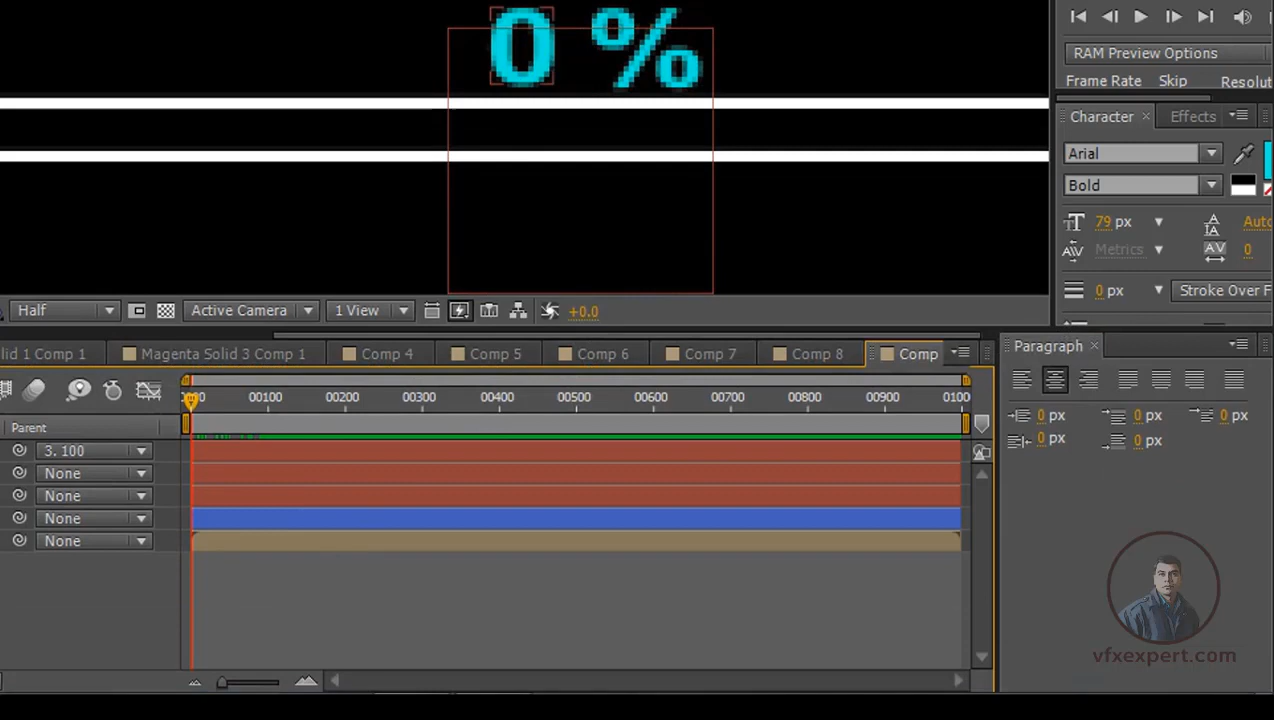 0 %
RAM Preview Options
Frame Rate Skip Resolut
Character Effects
Arial
Bold
79 px Auto
Metrics 0
0 px Stroke Over F
Half Active Camera 1 View +0.0
lid 1 Comp 1 Magenta Solid 3 Comp 1 Comp 4 Comp 5 Comp 6 Comp 7 Comp 8 Comp
Paragraph
00 00100 00200 00300 00400 00500 00600 00700 00800 00900 0100
0 px 0 px 0 px
0 px 0 px
Parent
3. 100
None
None
None
None
vfxexpert.com